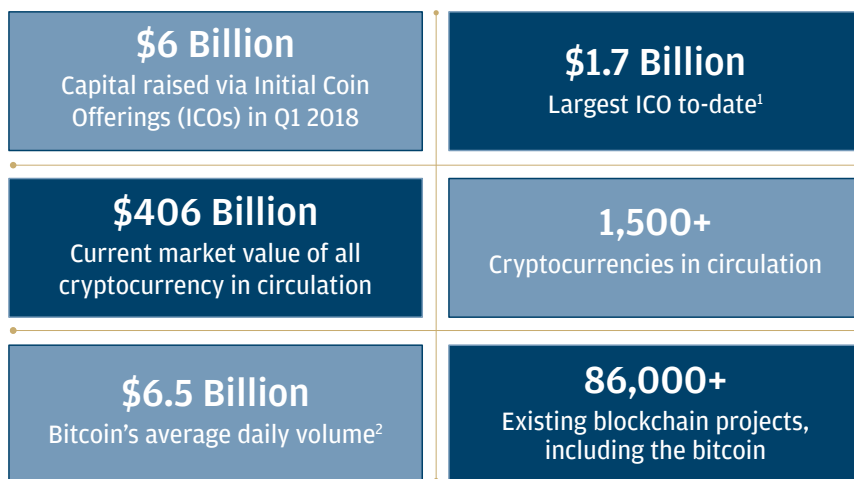 $6 Billion
Capital raised via Initial Coin
Offerings (ICOs) in Q1 2018
$1.7 Billion
Largest ICO to-date¹
$406 Billion
Current market value of all
cryptocurrency in circulation
1,500+
Cryptocurrencies in circulation
$6.5 Billion
Bitcoin’s average daily volume²
86,000+
Existing blockchain projects,
including the bitcoin